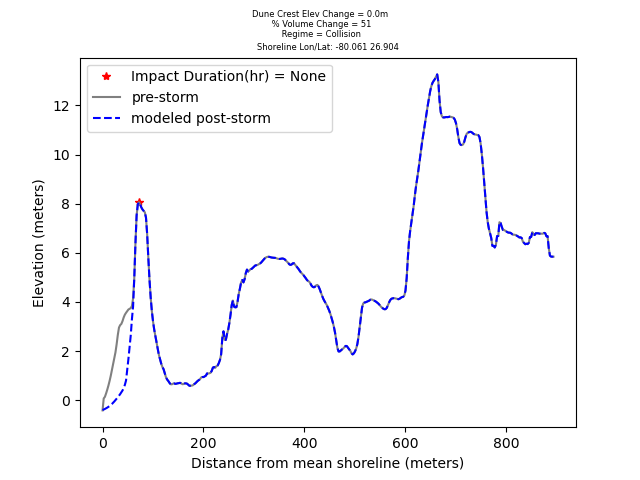 Dune Crest Elev Change = 0.0m
% Volume Change = 51
Regime = Collision
Shoreline Lon/Lat: -80.061 26.904
Impact Duration(hr) = None
pre-storm
modeled post-storm
Elevation (meters)
12
10
8
6
4
2
0
0 200 400 600 800
Distance from mean shoreline (meters)